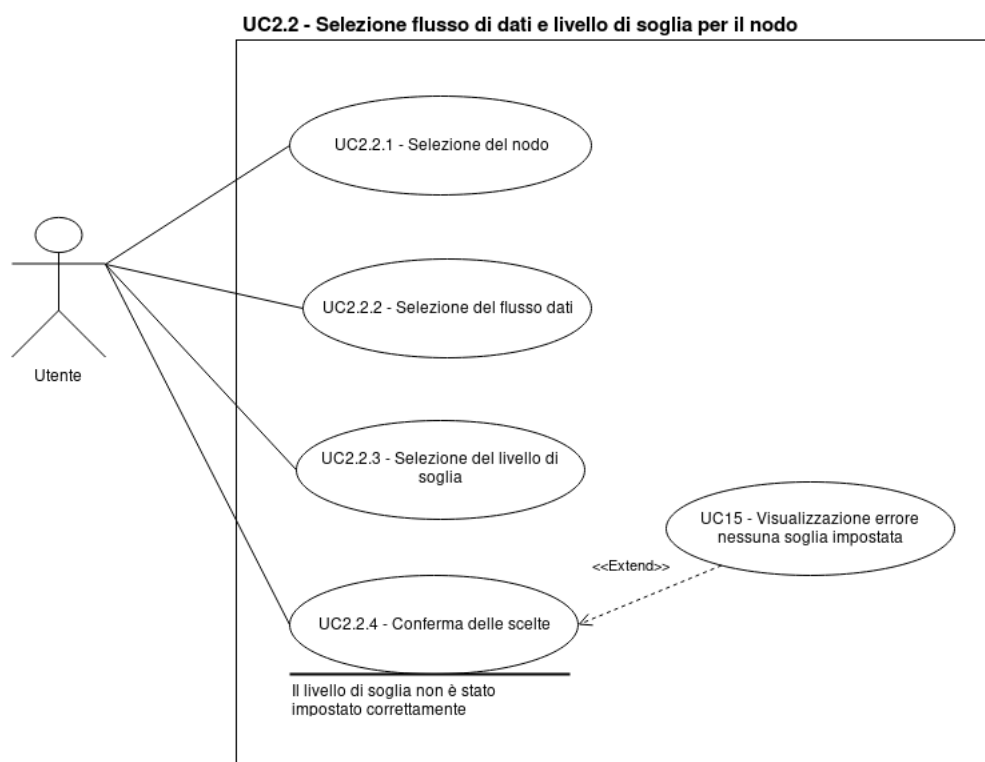 UC2.2 - Selezione flusso di dati e livello di soglia per il nodo
UC2.2.1 - Selezione del nodo
Utente
UC2.2.2 - Selezione del flusso dati
UC2.2.3 - Selezione del livello di
soglia
UC15 - Visualizzazione errore
nessuna soglia impostata
<<Extend>>
UC2.2.4 - Conferma delle scelte
Il livello di soglia non è stato
impostato correttamente